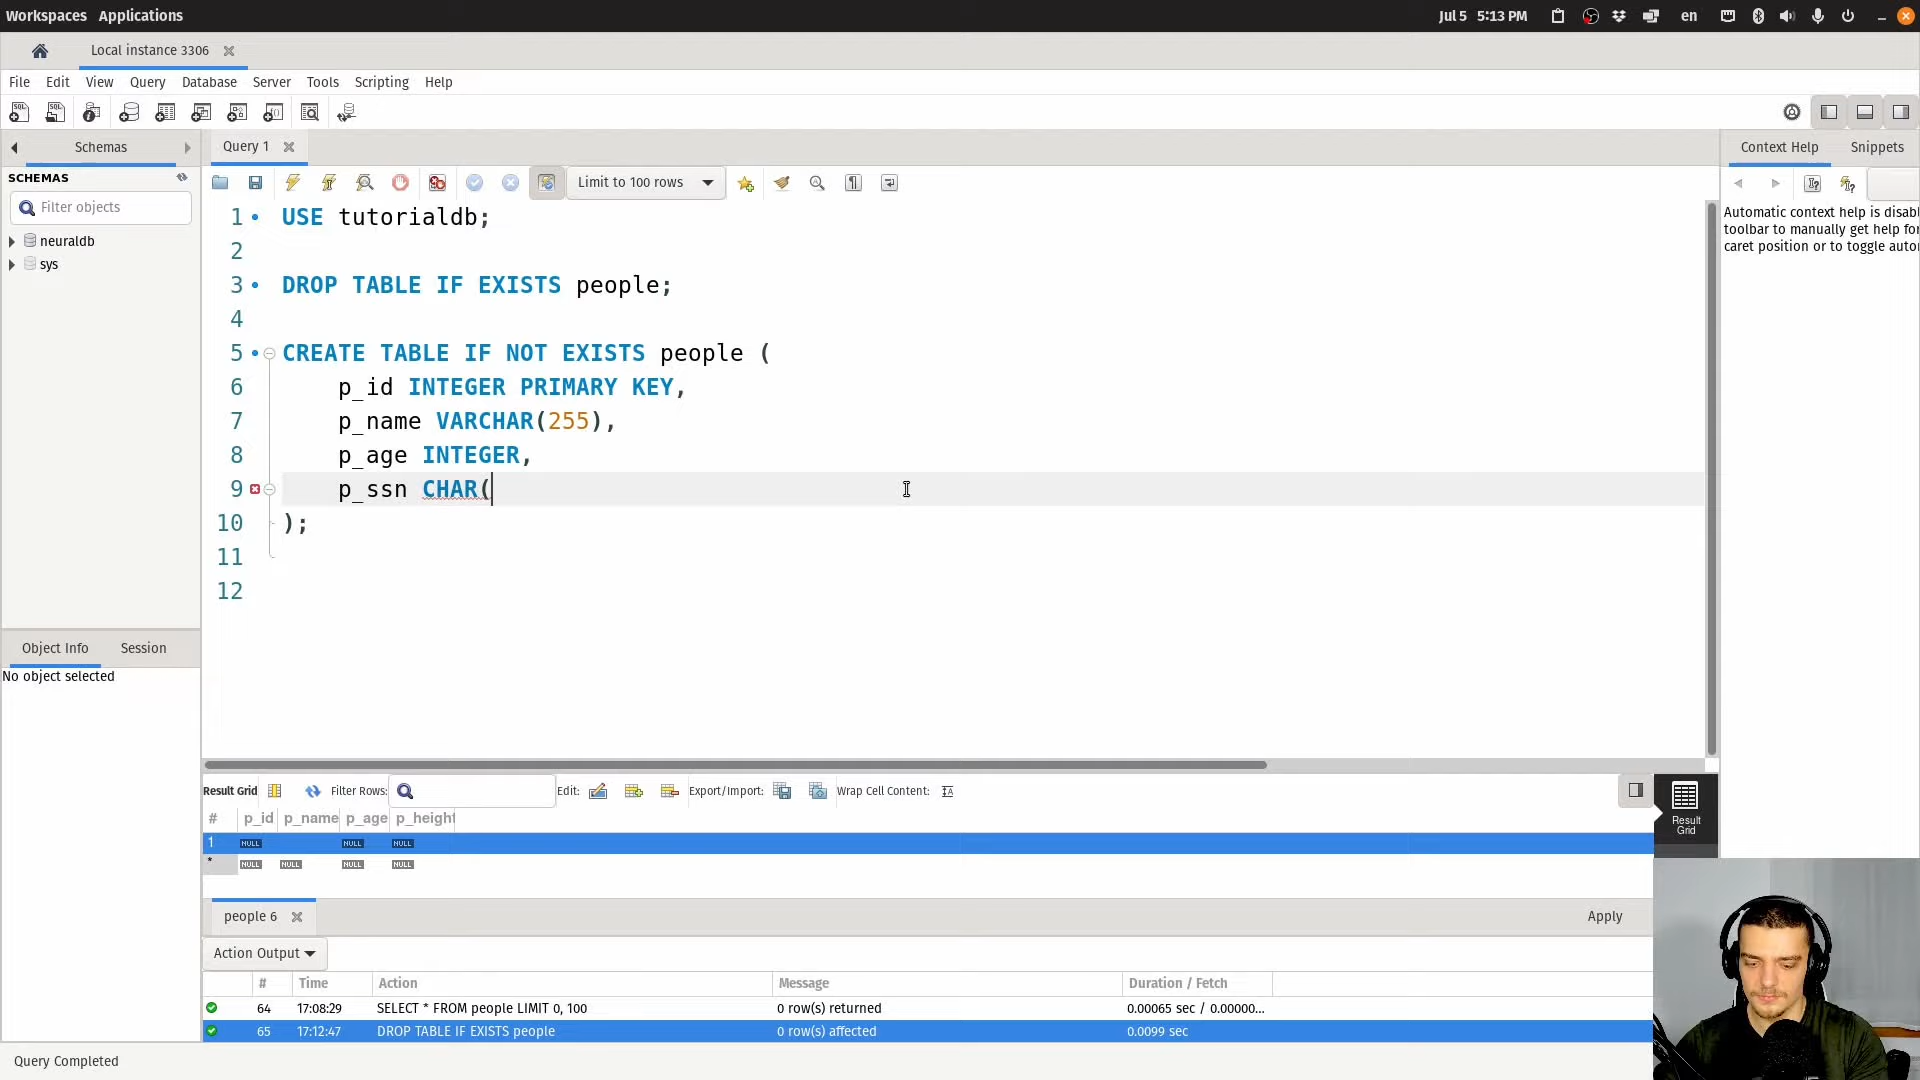 Workspaces Applications
Jul 5 5:13 PM
en
Local instance 3306
File Edit View Query Database Server Tools Scripting Help
Schemas
Query 1
Context Help Snippets
SCHEMAS
Filter objects
neuraldb
sys
Limit to 100 rows
Automatic context help is disabl
toolbar to manually get help for
caret position or to toggle auto
1 USE tutorialdb;
2
3 DROP TABLE IF EXISTS people;
4
5 CREATE TABLE IF NOT EXISTS people (
6 p_id INTEGER PRIMARY KEY,
7 p_name VARCHAR(255),
8 p_age INTEGER,
9 p_ssn CHAR(
10 );
11
12
Object Info Session
No object selected
Result Grid Filter Rows: Edit: Export/Import: Wrap Cell Content:
Result
Grid
# p_id p_name p_age p_height
1 NULL NULL NULL
* NULL NULL NULL NULL
people 6 Apply
Action Output
# Time Action Message Duration / Fetch
64 17:08:29 SELECT * FROM people LIMIT 0, 100 0 row(s) returned 0.00065 sec / 0.00000...
65 17:12:47 DROP TABLE IF EXISTS people 0 row(s) affected 0.0099 sec
Query Completed